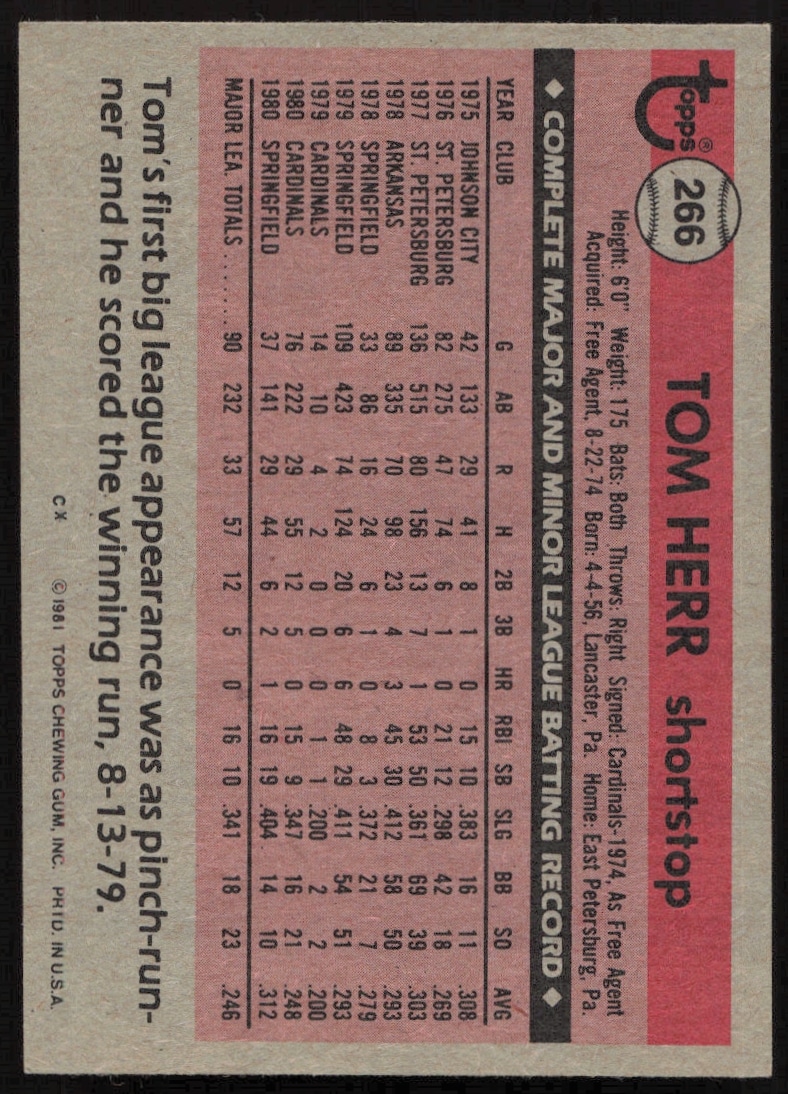 topps®
266
TOM HERR shortstop
Height: 6'0" Weight: 175 Bats: Both Throws: Right Signed: Cardinals-1974, As Free Agent
Acquired: Free Agent, 8-22-74 Born: 4-4-56, Lancaster, Pa. Home: East Petersburg, Pa.
◆ COMPLETE MAJOR AND MINOR LEAGUE BATTING RECORD ◆
YEAR CLUB G AB R H 2B 3B HR RBI SB SLG BB SO AVG
1975 JOHNSON CITY 42 133 29 41 8 1 0 15 10 .383 16 11 .308
1976 ST. PETERSBURG 82 275 47 74 6 1 0 21 12 .298 42 18 .269
1977 ST. PETERSBURG 136 515 80 156 13 7 1 53 50 .361 69 39 .303
1978 ARKANSAS 89 335 70 98 23 4 3 45 30 .412 58 50 .293
1978 SPRINGFIELD 33 86 16 24 6 1 0 8 3 .372 21 7 .279
1979 SPRINGFIELD 109 423 74 124 20 6 6 48 29 .411 54 51 .293
1979 CARDINALS 14 10 4 2 0 0 0 1 1 .200 2 2 .200
1980 CARDINALS 76 222 29 55 12 5 0 15 9 .347 16 21 .248
1980 SPRINGFIELD 37 141 29 44 6 2 1 16 19 .404 14 10 .312
MAJOR LEA. TOTALS ...... 90 232 33 57 12 5 0 16 10 .341 18 23 .246
Tom's first big league appearance was as pinch-run-
ner and he scored the winning run, 8-13-79.
CX © 1981 TOPPS CHEWING GUM, INC. PRTD. IN U.S.A.